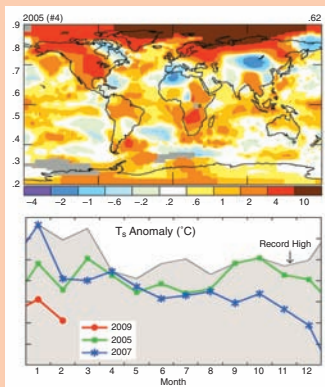 2005 (#4) .62
.9
.8
.7
.6
.5
.4
.3
.2
−4 −2 −1 −.6 −.2 .2 .6 1 2 4 10
Ts Anomaly (˚C)
Record High
2009
2005
2007
1 2 3 4 5 6 7 8 9 10 11 12
Month